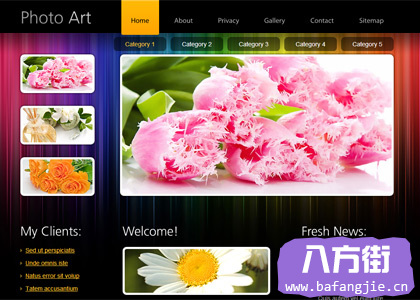 Photo Art
Home
About
Privacy
Gallery
Contact
Sitemap
Category 1
Category 2
Category 3
Category 4
Category 5
My Clients:
Sed ut perspiciatis
Unde omnis site
Natus error sit volup
Tatem accusantium
Welcome!
Fresh News:
八方街
www.bafangjie.cn